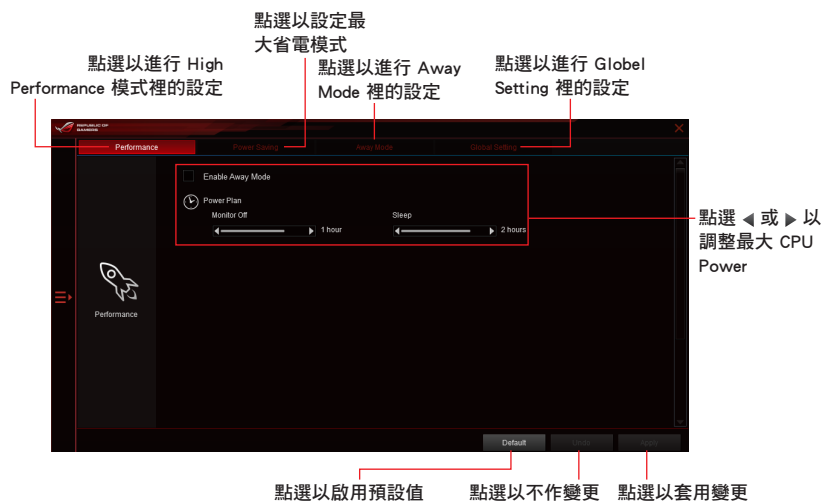 點選以設定最
大省電模式
點選以進行 High
Performance 模式裡的設定
點選以進行 Away
Mode 裡的設定
點選以進行 Globel
Setting 裡的設定
REPUBLIC OF
GAMERS
Performance
Power Saving
Away Mode
Global Setting
Enable Away Mode
Power Plan
Monitor Off
Sleep
1 hour
2 hours
點選 ◀ 或 ▶ 以
調整最大 CPU
Power
Performance
Default
Undo
Apply
點選以啟用預設值
點選以不作變更
點選以套用變更